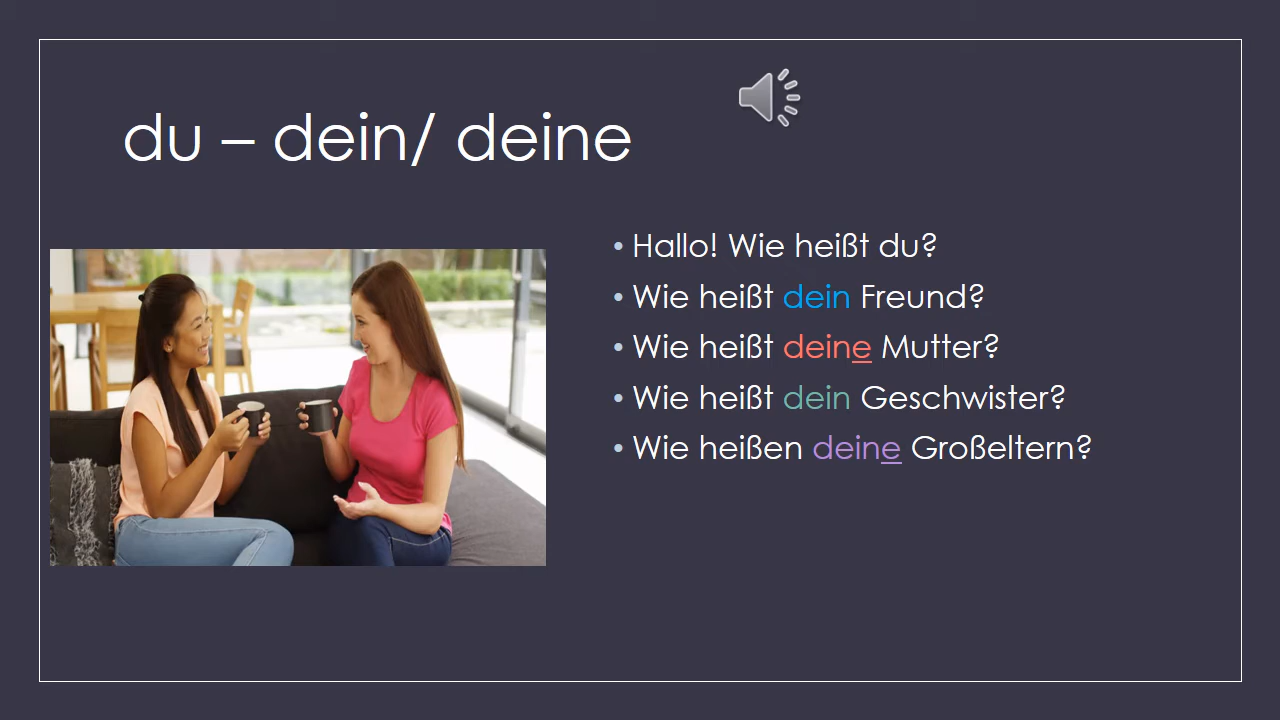 du – dein/ deine
• Hallo! Wie heißt du?
• Wie heißt dein Freund?
• Wie heißt deine Mutter?
• Wie heißt dein Geschwister?
• Wie heißen deine Großeltern?